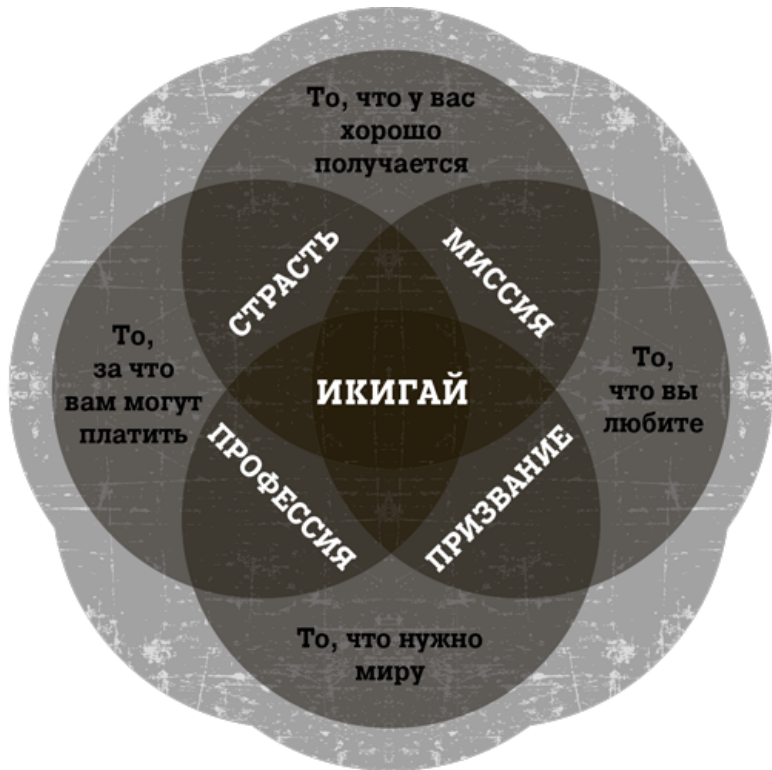 То, что у вас
хорошо
получается
СТРАСТЬ
МИССИЯ
То,
за что
вам могут
платить
ИКИГАЙ
То,
что вы
любите
ПРОФЕССИЯ
ПРИЗВАНИЕ
То, что нужно
миру